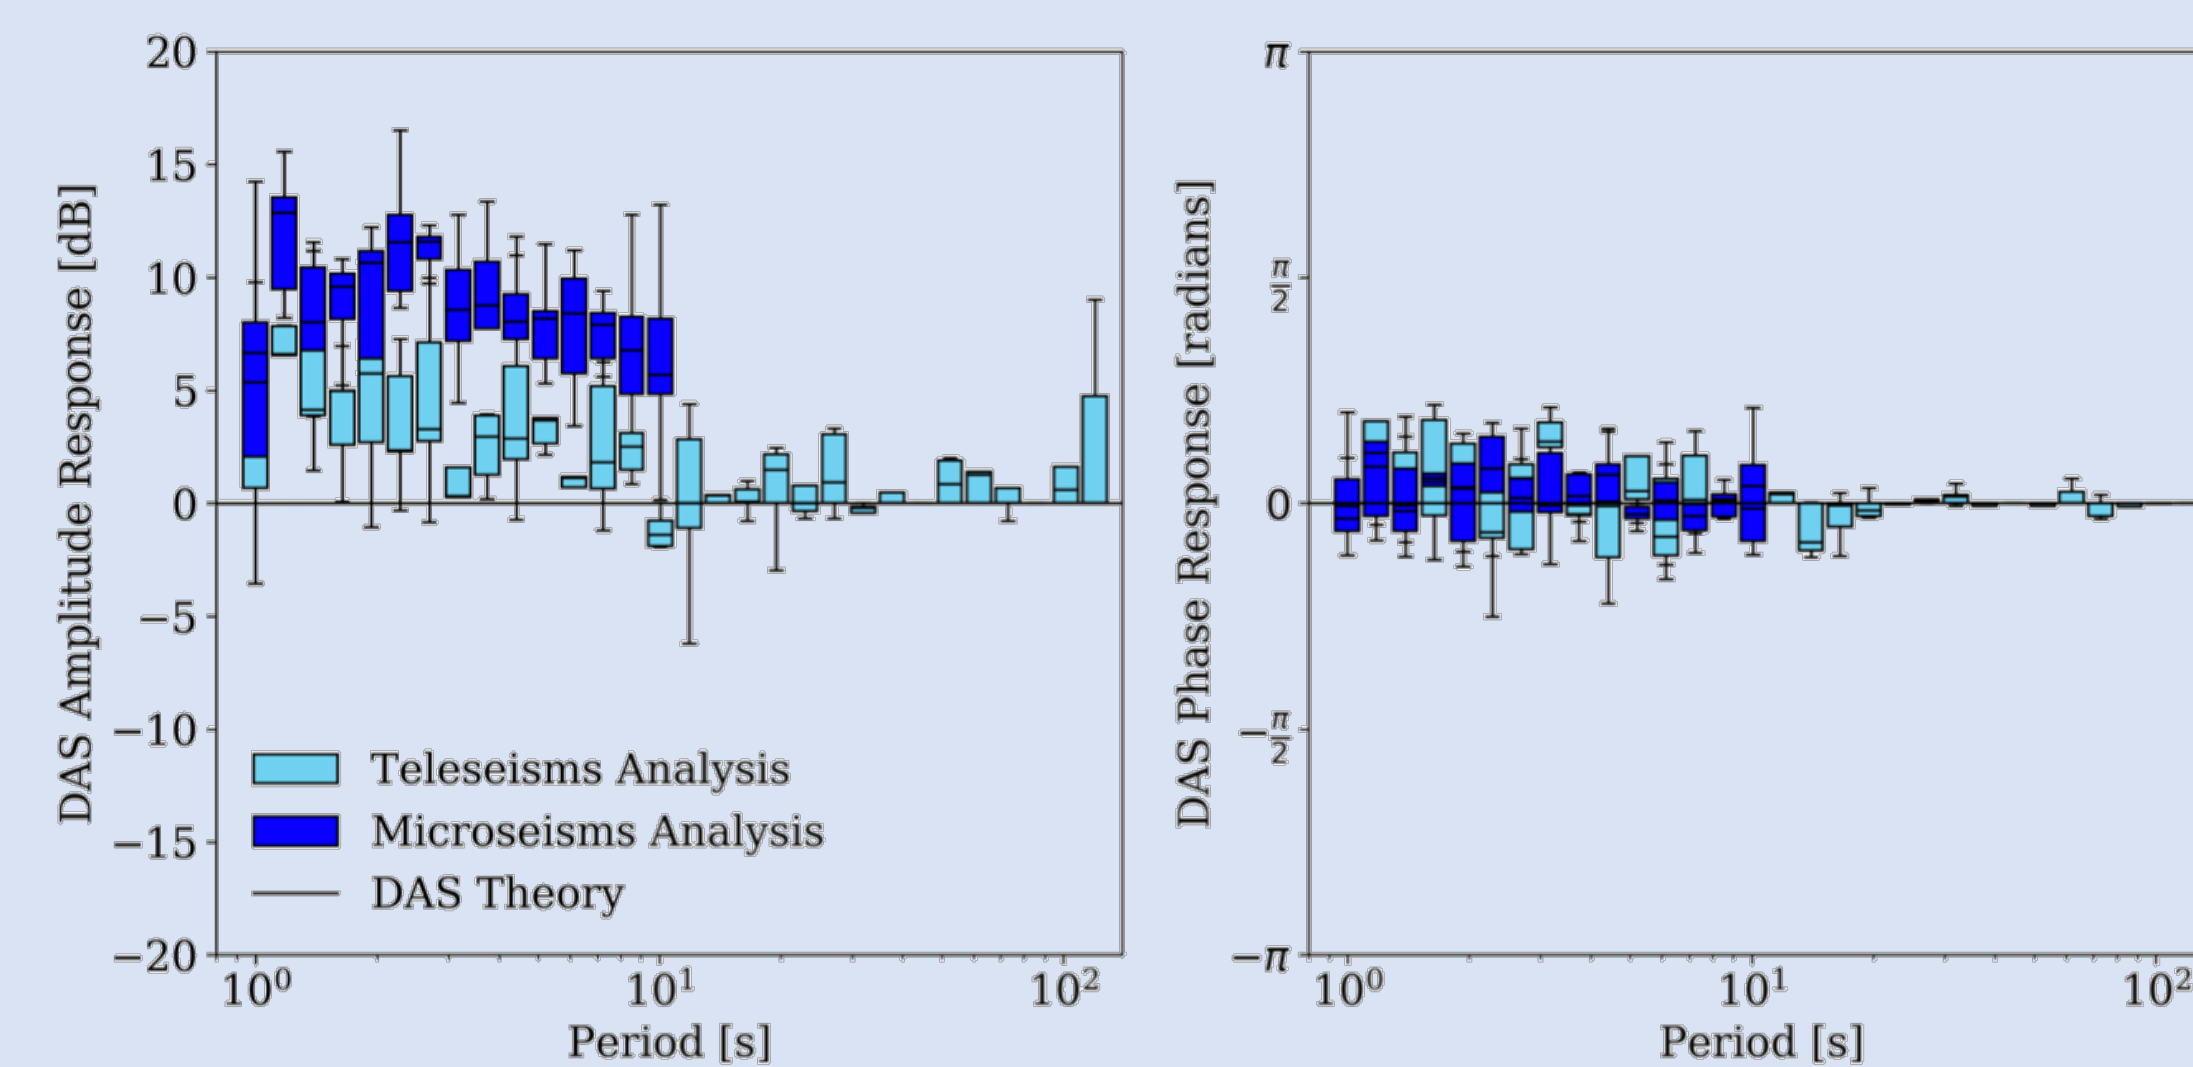 DAS Amplitude Response [dB]
20
15
10
5
0
−5
−10
−15
−20
Teleseisms Analysis
Microseisms Analysis
DAS Theory
10⁰ 10¹ 10²
Period [s]
DAS Phase Response [radians]
π
π/2
0
−π/2
−π
10⁰ 10¹ 10²
Period [s]